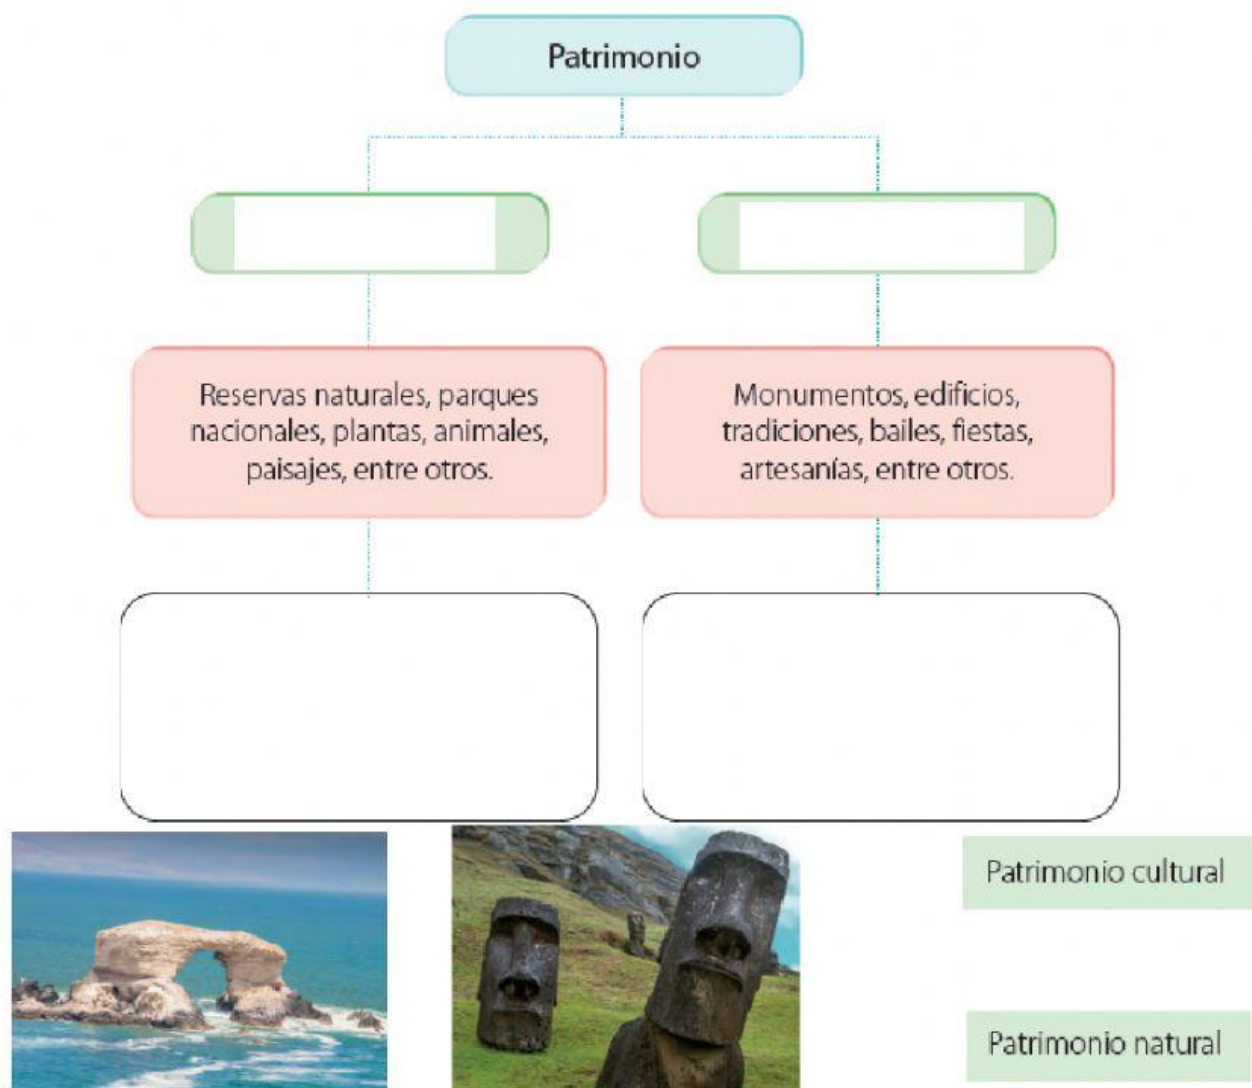 Patrimonio
Reservas naturales, parques
nacionales, plantas, animales,
paisajes, entre otros.
Monumentos, edificios,
tradiciones, bailes, fiestas,
artesanías, entre otros.
Patrimonio cultural
Patrimonio natural